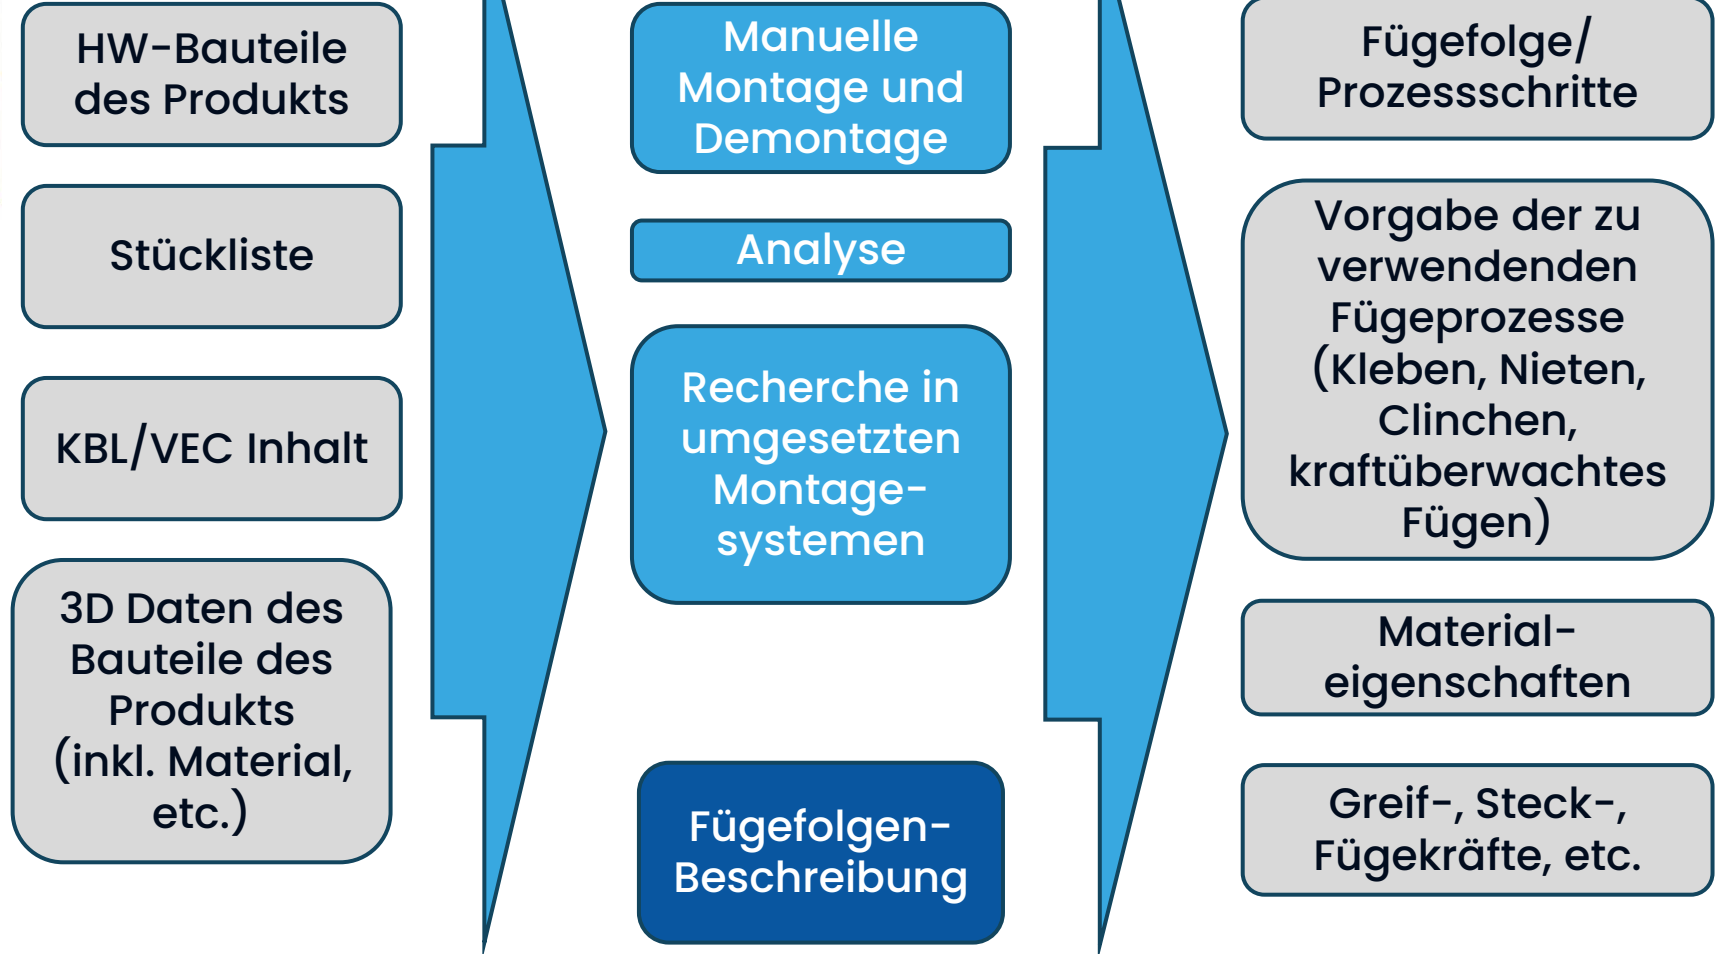 HW-Bauteile
des Produkts
Stückliste
KBL/VEC Inhalt
3D Daten des
Bauteile des
Produkts
(inkl. Material,
etc.)
Manuelle
Montage und
Demontage
Analyse
Recherche in
umgesetzten
Montage-
systemen
Fügefolgen-
Beschreibung
Fügefolge/
Prozessschritte
Vorgabe der zu
verwendenden
Fügeprozesse
(Kleben, Nieten,
Clinchen,
kraftüberwachtes
Fügen)
Material-
eigenschaften
Greif-, Steck-,
Fügekräfte, etc.